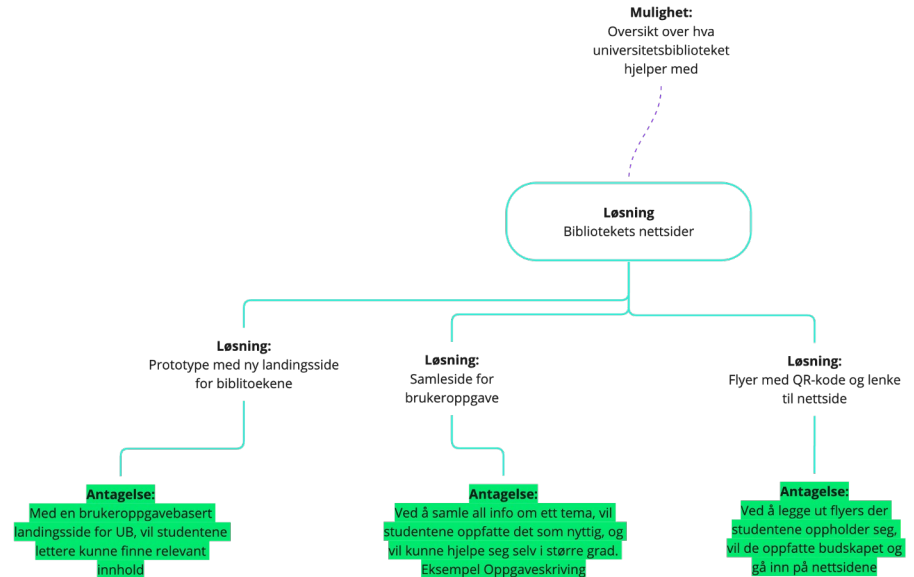 Mulighet:
Oversikt over hva
universitetsbiblioteket
hjelper med
Løsning
Bibliotekets nettsider
Løsning:
Prototype med ny landingsside
for biblitoekene
Løsning:
Samleside for
brukeroppgave
Løsning:
Flyer med QR-kode og lenke
til nettside
Antagelse:
Med en brukeroppgavebasert
landingsside for UB, vil studentene
lettere kunne finne relevant
innhold
Antagelse:
Ved å samle all info om ett tema, vil
studentene oppfatte det som nyttig, og
vil kunne hjelpe seg selv i større grad.
Eksempel Oppgaveskriving
Antagelse:
Ved å legge ut flyers der
studentene oppholder seg,
vil de oppfatte budskapet og
gå inn på nettsidene